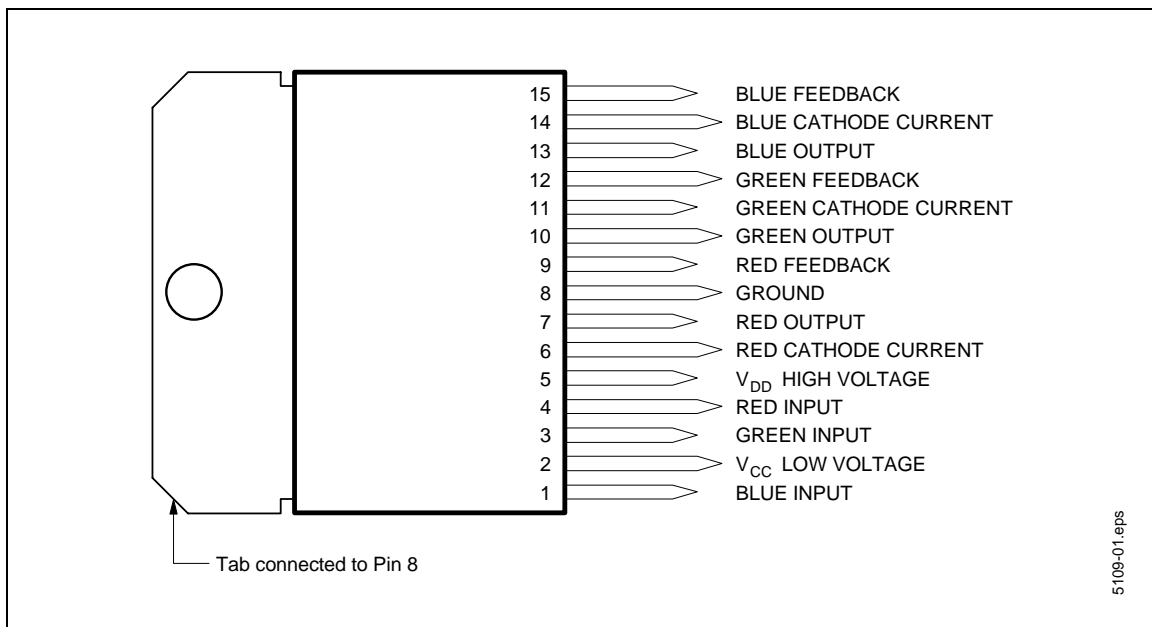 15 BLUE FEEDBACK
14 BLUE CATHODE CURRENT
13 BLUE OUTPUT
12 GREEN FEEDBACK
11 GREEN CATHODE CURRENT
10 GREEN OUTPUT
9 RED FEEDBACK
8 GROUND
7 RED OUTPUT
6 RED CATHODE CURRENT
5 VDD HIGH VOLTAGE
4 RED INPUT
3 GREEN INPUT
2 VCC LOW VOLTAGE
1 BLUE INPUT
Tab connected to Pin 8
5109-01.eps